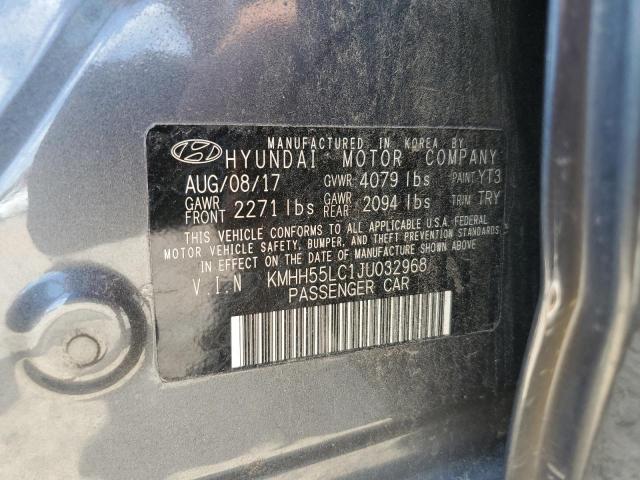 MANUFACTURED IN KOREA BY
HYUNDAI MOTOR COMPANY
AUG/08/17 GVWR 4079 lbs PAINT YT3
GAWR FRONT 2271 lbs GAWR REAR 2094 lbs TRIM TRY
THIS VEHICLE CONFORMS TO ALL APPLICABLE U.S.A. FEDERAL
MOTOR VEHICLE SAFETY, BUMPER, AND THEFT PREVENTION STANDARDS
IN EFFECT ON THE DATE OF MANUFACTURE SHOWN ABOVE.
V.I.N KMHH55LC1JU032968
PASSENGER CAR